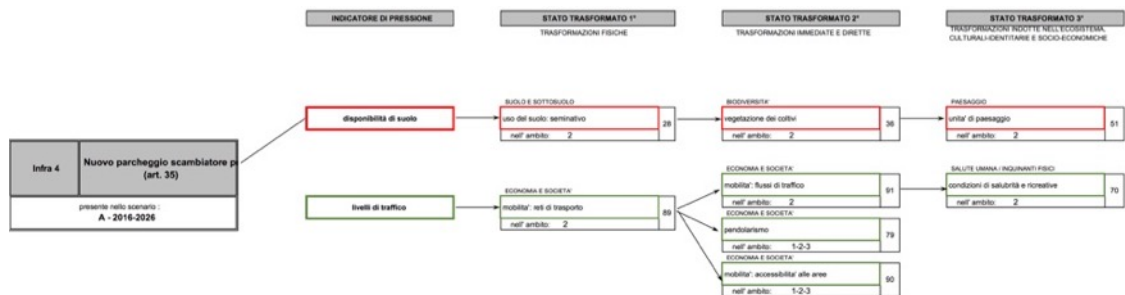 INDICATORE DI PRESSIONE
STATO TRASFORMATO 1°
TRASFORMAZIONI FISICHE
STATO TRASFORMATO 2°
TRASFORMAZIONI IMMEDIATE E DIRETTE
STATO TRASFORMATO 3°
TRASFORMAZIONI INDOTTE NELL'ECOSISTEMA,
CULTURALI-IDENTITARIE E SOCIO-ECONOMICHE
Infra 4
Nuovo parcheggio scambiatore p
(art. 35)
presente nello scenario :
A - 2016-2026
disponibilità di suolo
SUOLO E SOTTOSUOLO
uso del suolo: seminativo
28
nell' ambito: 2
BIODIVERSITA'
vegetazione dei coltivi
36
nell' ambito: 2
PAESAGGIO
unita' di paesaggio
51
nell' ambito: 2
livelli di traffico
ECONOMIA E SOCIETA'
mobilita': reti di trasporto
89
nell' ambito: 2
ECONOMIA E SOCIETA'
mobilita': flussi di traffico
91
nell' ambito: 2
SALUTE UMANA / INQUINANTI FISICI
condizioni di salubrità e ricreative
70
nell' ambito: 2
ECONOMIA E SOCIETA'
pendolarismo
79
nell' ambito: 1-2-3
ECONOMIA E SOCIETA'
mobilita': accessibilita' alle aree
90
nell' ambito: 1-2-3